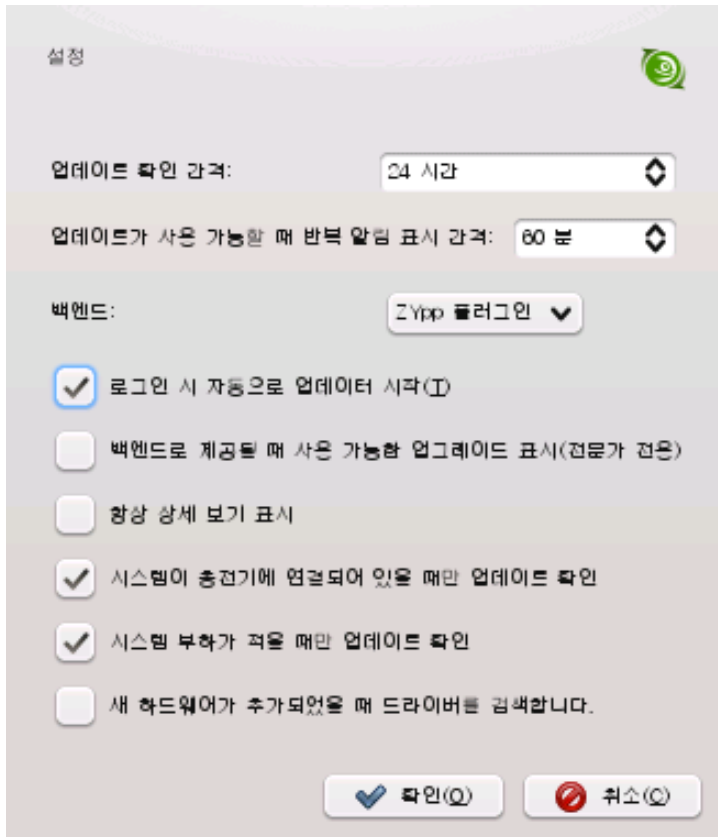 설정
업데이트 확인 간격: 24 시간
업데이트가 사용 가능할 때 반복 알림 표시 간격: 60 분
백엔드: ZYpp 플러그인
로그인 시 자동으로 업데이터 시작(T)
백엔드로 제공될 때 사용 가능한 업그레이드 표시(전문가 전용)
항상 상세 보기 표시
시스템이 충전기에 연결되어 있을 때만 업데이트 확인
시스템 부하가 적을 때만 업데이트 확인
새 하드웨어가 추가되었을 때 드라이버를 검색합니다.
확인(O) 취소(C)